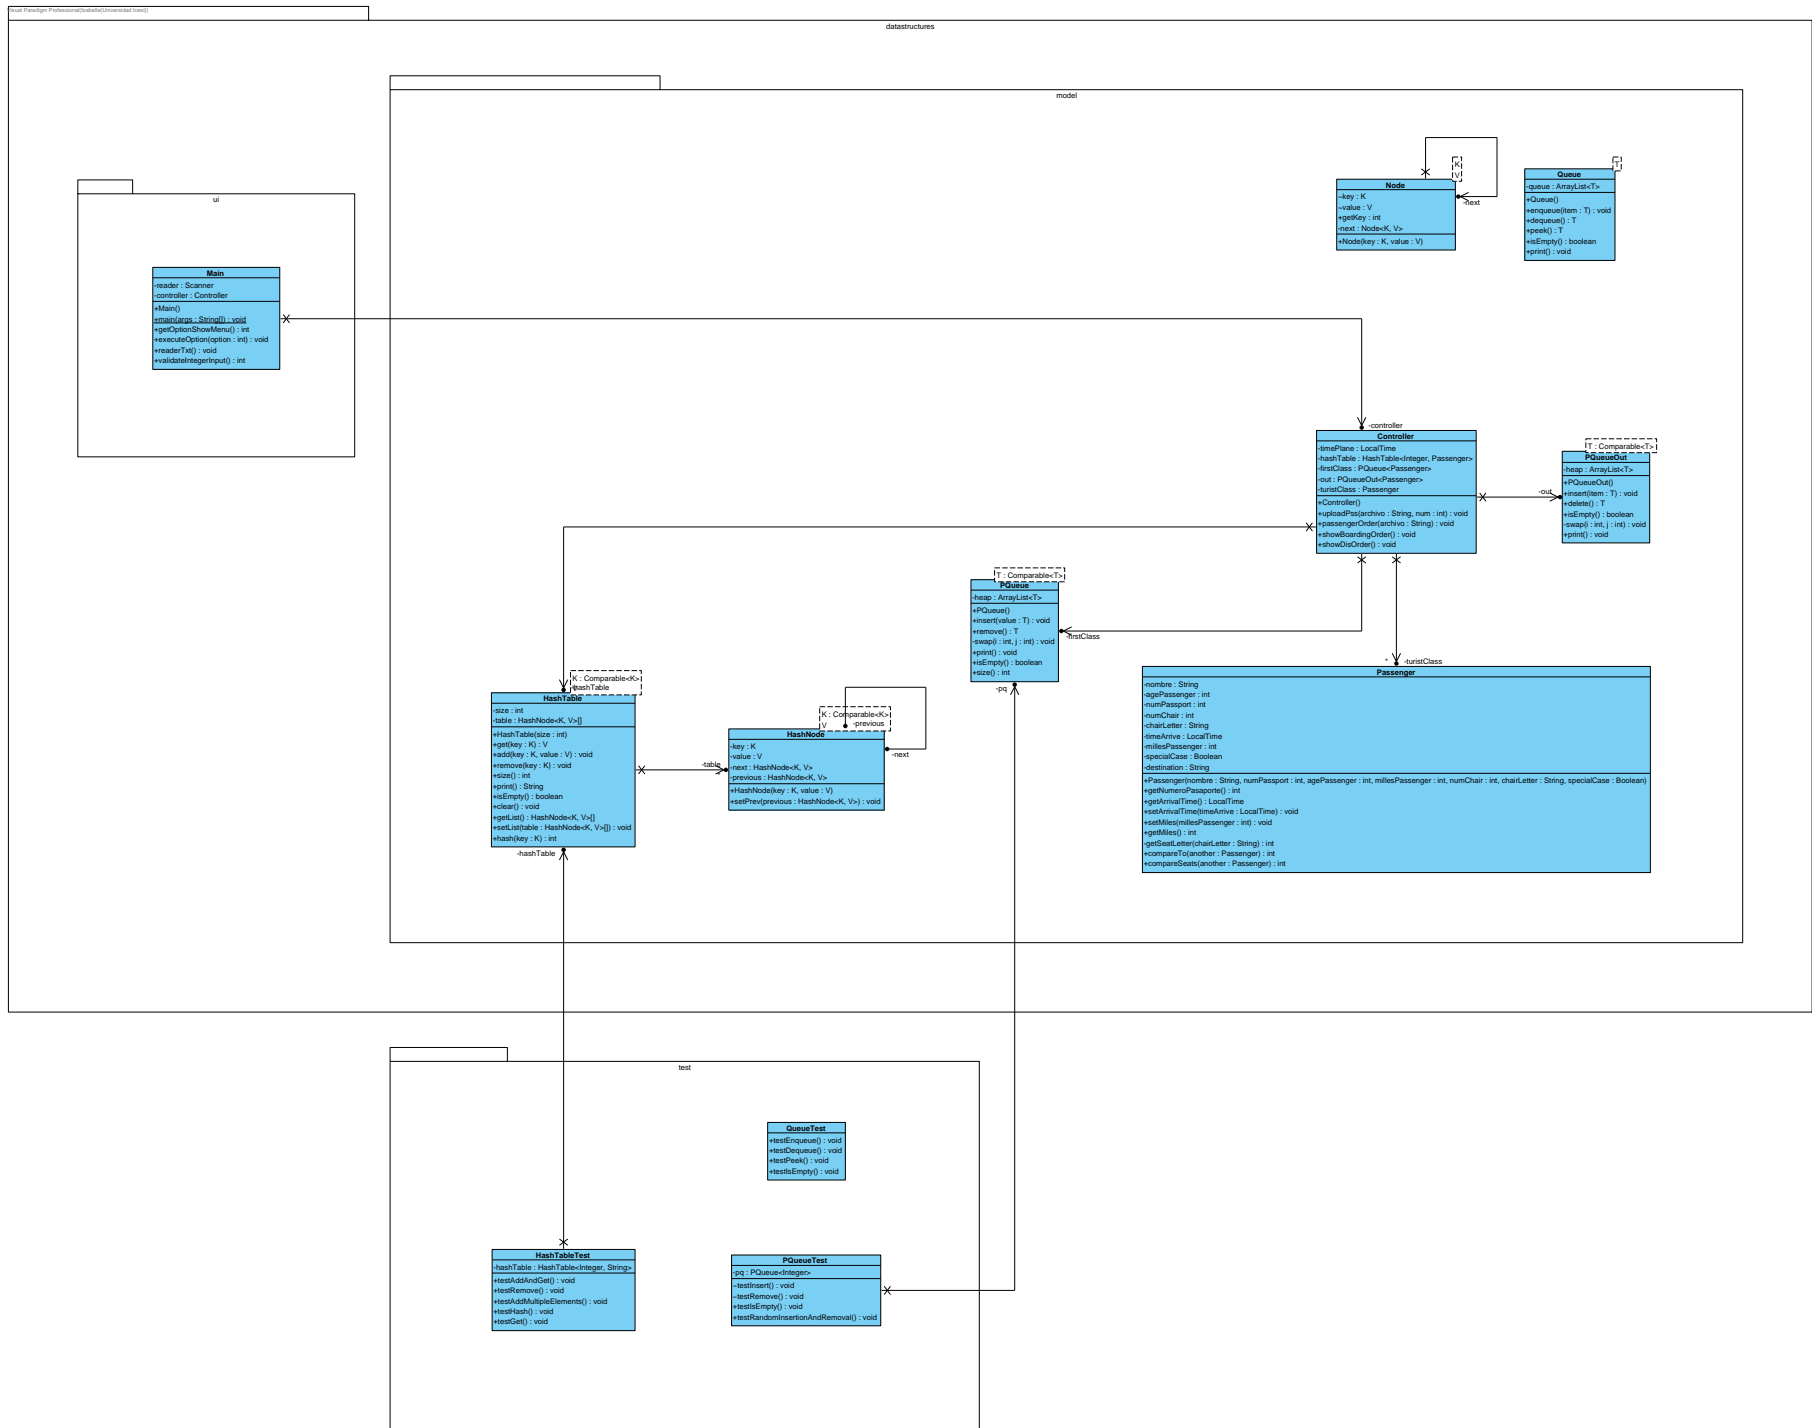 Visual Paradigm Professional(Isabella(Universidad Icesi))
datastructures
model
ui
Main
-reader : Scanner
-controller : Controller
+Main()
+main(args : String[]) : void
+getOptionShowMenu() : int
+executeOption(option : int) : void
+readerTxt() : void
+validateIntegerInput() : int
K
V
Node
~key : K
~value : V
+getKey : int
-next : Node<K, V>
+Node(key : K, value : V)
-next
T
Queue
-queue : ArrayList<T>
+Queue()
+enqueue(item : T) : void
+dequeue() : T
+peek() : T
+isEmpty() : boolean
+print() : void
-controller
Controller
-timePlane : LocalTime
-hashTable : HashTable<Integer, Passenger>
-firstClass : PQueue<Passenger>
-out : PQueueOut<Passenger>
-turistClass : Passenger
+Controller()
+uploadPss(archivo : String, num : int) : void
+passengerOrder(archivo : String) : void
+showBoardingOrder() : void
+showDisOrder() : void
-out
T : Comparable<T>
PQueueOut
-heap : ArrayList<T>
+PQueueOut()
+insert(item : T) : void
+delete() : T
+isEmpty() : boolean
-swap(i : int, j : int) : void
+print() : void
T : Comparable<T>
PQueue
-heap : ArrayList<T>
+PQueue()
+insert(value : T) : void
+remove() : T
-swap(i : int, j : int) : void
+print() : void
+isEmpty() : boolean
+size() : int
-firstClass
-pq
* -turistClass
Passenger
-nombre : String
-agePassenger : int
-numPassport : int
-numChair : int
-chairLetter : String
-timeArrive : LocalTime
-millesPassenger : int
-specialCase : Boolean
-destination : String
+Passenger(nombre : String, numPassport : int, agePassenger : int, millesPassenger : int, numChair : int, chairLetter : String, specialCase : Boolean)
+getNumeroPasaporte() : int
+getArrivalTime() : LocalTime
+setArrivalTime(timeArrive : LocalTime) : void
+setMiles(millesPassenger : int) : void
+getMiles() : int
-getSeatLetter(chairLetter : String) : int
+compareTo(another : Passenger) : int
+compareSeats(another : Passenger) : int
K : Comparable<K>
-hashTable
HashTable
-size : int
-table : HashNode<K, V>[]
+HashTable(size : int)
+get(key : K) : V
+add(key : K, value : V) : void
+remove(key : K) : void
+size() : int
+print() : String
+isEmpty() : boolean
+clear() : void
+getList() : HashNode<K, V>[]
+setList(table : HashNode<K, V>[]) : void
+hash(key : K) : int
-hashTable
-table
K : Comparable<K>
V
-previous
HashNode
-key : K
-value : V
-next : HashNode<K, V>
-previous : HashNode<K, V>
+HashNode(key : K, value : V)
+setPrev(previous : HashNode<K, V>) : void
-next
test
QueueTest
+testEnqueue() : void
+testDequeue() : void
+testPeek() : void
+testIsEmpty() : void
HashTableTest
-hashTable : HashTable<Integer, String>
+testAddAndGet() : void
+testRemove() : void
+testAddMultipleElements() : void
+testHash() : void
+testGet() : void
PQueueTest
-pq : PQueue<Integer>
~testInsert() : void
~testRemove() : void
+testIsEmpty() : void
+testRandomInsertionAndRemoval() : void